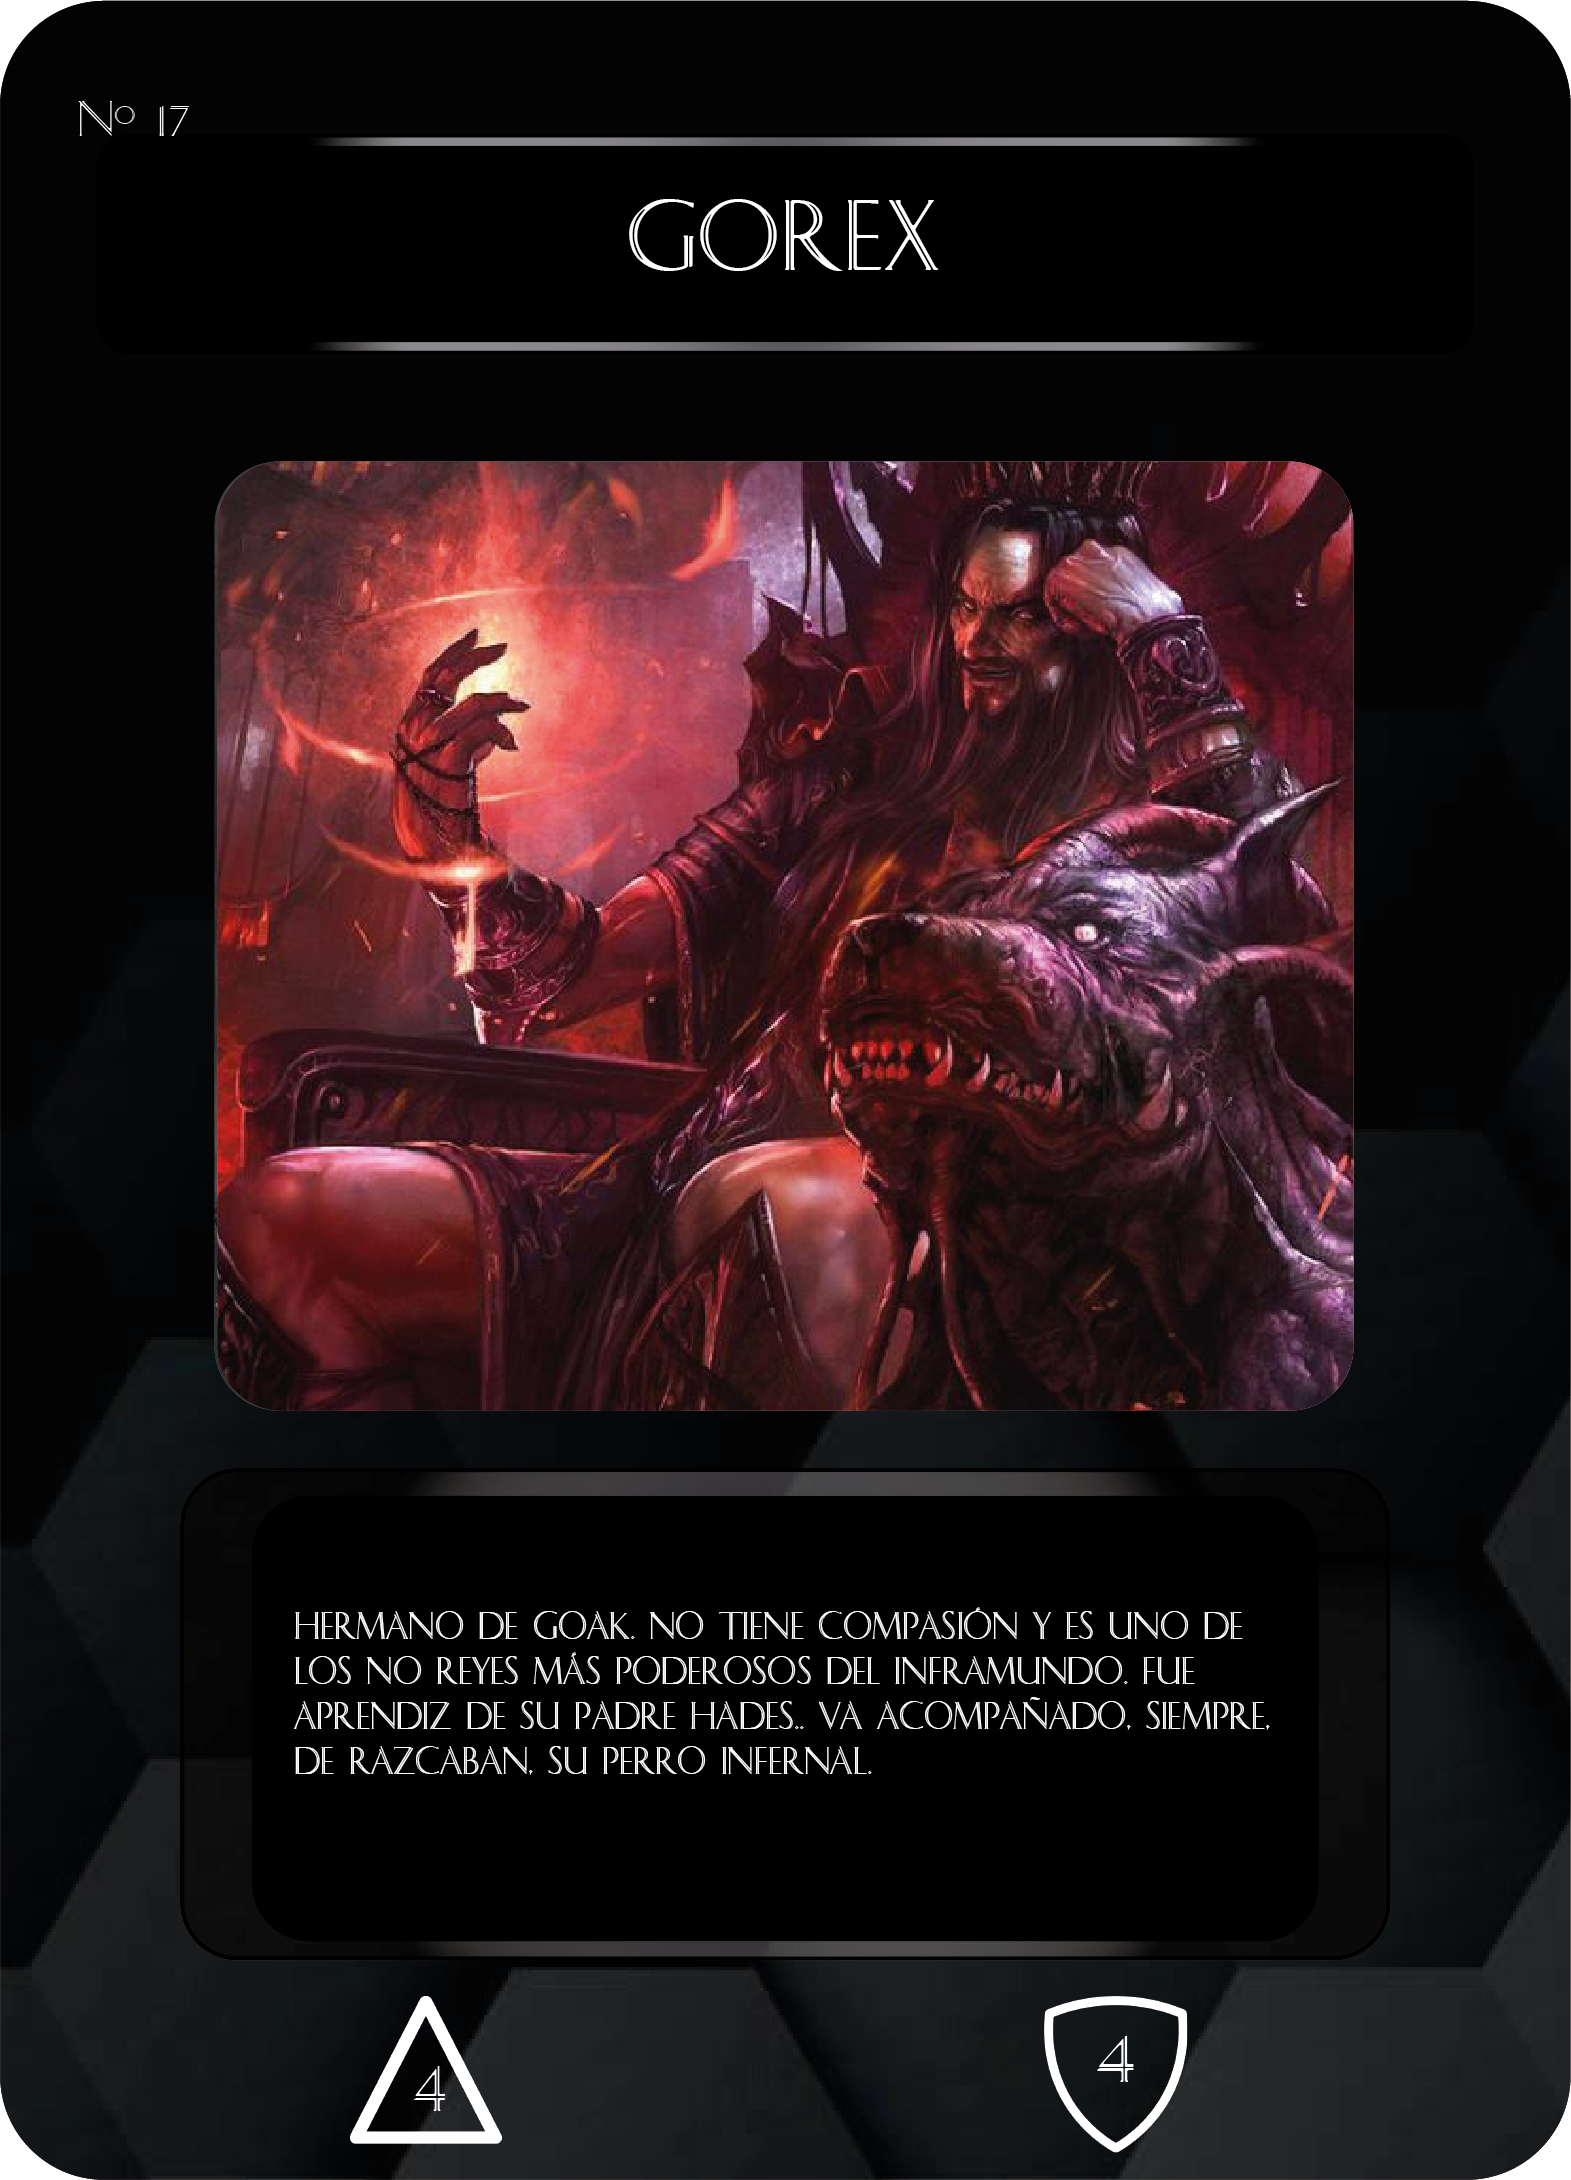 Nº 17
GOREX
HERMANO DE GOAK. NO TIENE COMPASIÓN Y ES UNO DE
LOS NO REYES MÁS PODEROSOS DEL INFRAMUNDO. FUE
APRENDIZ DE SU PADRE HADES.. VA ACOMPAÑADO, SIEMPRE,
DE RAZCABAN, SU PERRO INFERNAL.
4
4